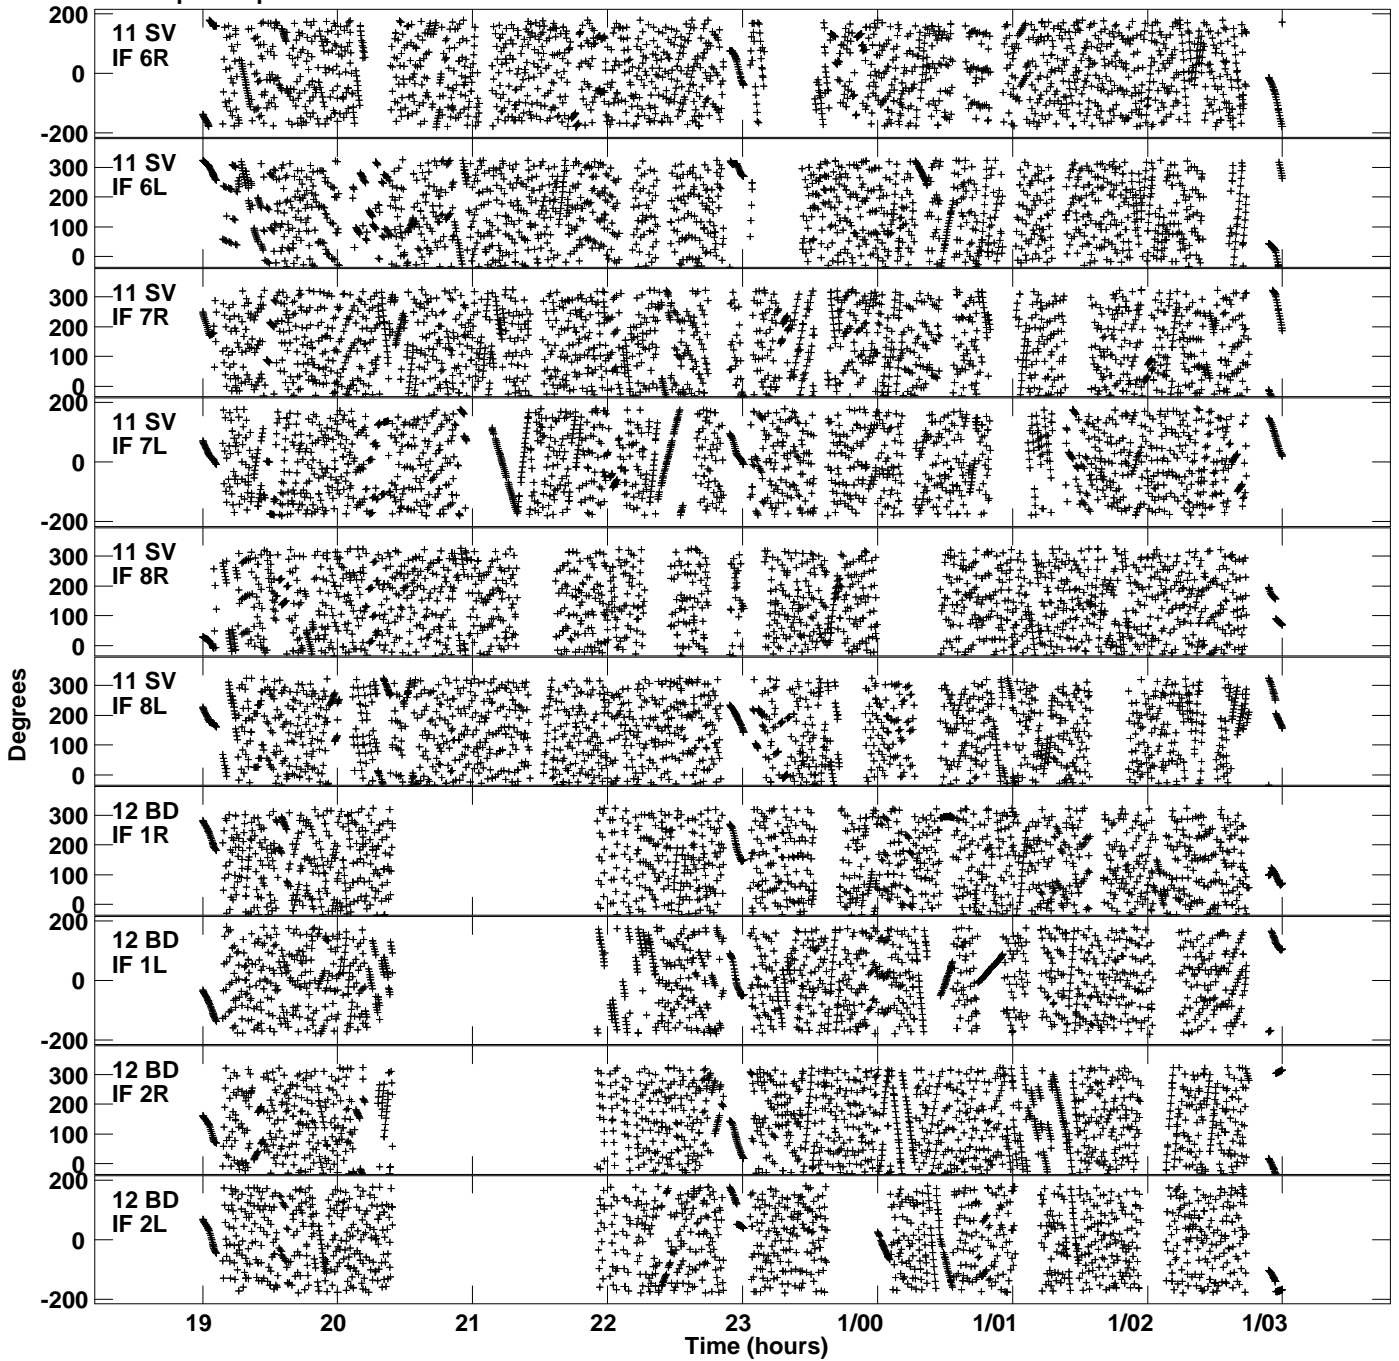 200
11 SV
IF 6R
0
-200
11 SV
IF 6L
300
200
100
0
11 SV
IF 7R
300
200
100
0
200
11 SV
IF 7L
0
-200
11 SV
IF 8R
300
200
100
0
11 SV
IF 8L
300
200
100
0
Degrees
12 BD
IF 1R
300
200
100
0
200
12 BD
IF 1L
0
-200
12 BD
IF 2R
300
200
100
0
200
12 BD
IF 2L
0
-200
19 20 21 22 23 1/00 1/01 1/02 1/03
Time (hours)